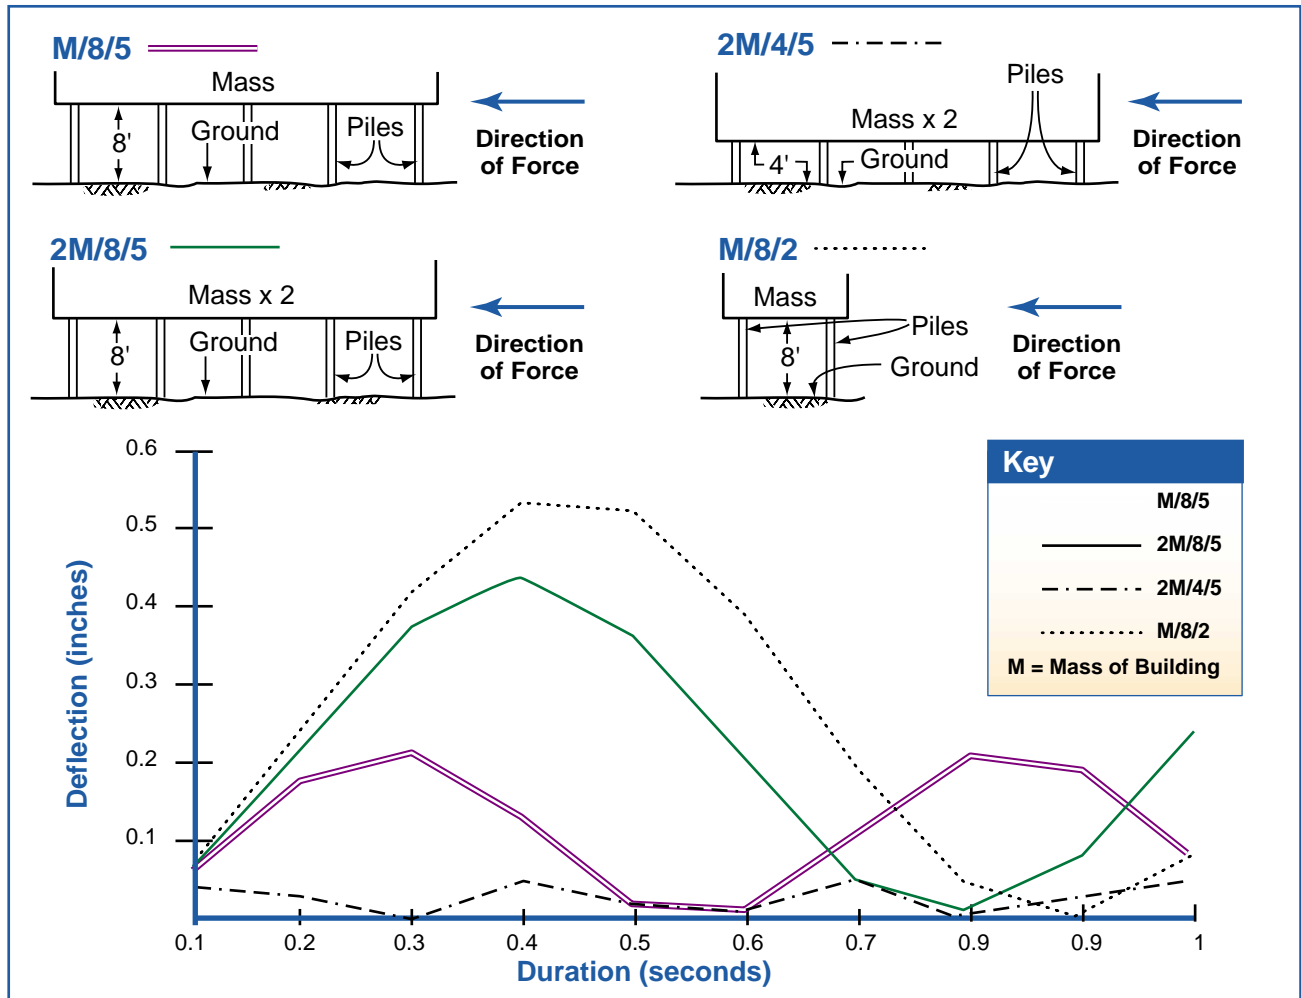 M/8/5
Mass
8'
Ground
Piles
Direction
of Force
2M/4/5
Piles
Mass x 2
4'
Ground
Direction
of Force
2M/8/5
Mass x 2
8'
Ground
Piles
Direction
of Force
M/8/2
Mass
8'
Piles
Ground
Direction
of Force
Deflection (inches)
0.6
0.5
0.4
0.3
0.2
0.1
0.1 0.2 0.3 0.4 0.5 0.6 0.7 0.9 0.9 1
Duration (seconds)
Key
M/8/5
2M/8/5
2M/4/5
M/8/2
M = Mass of Building